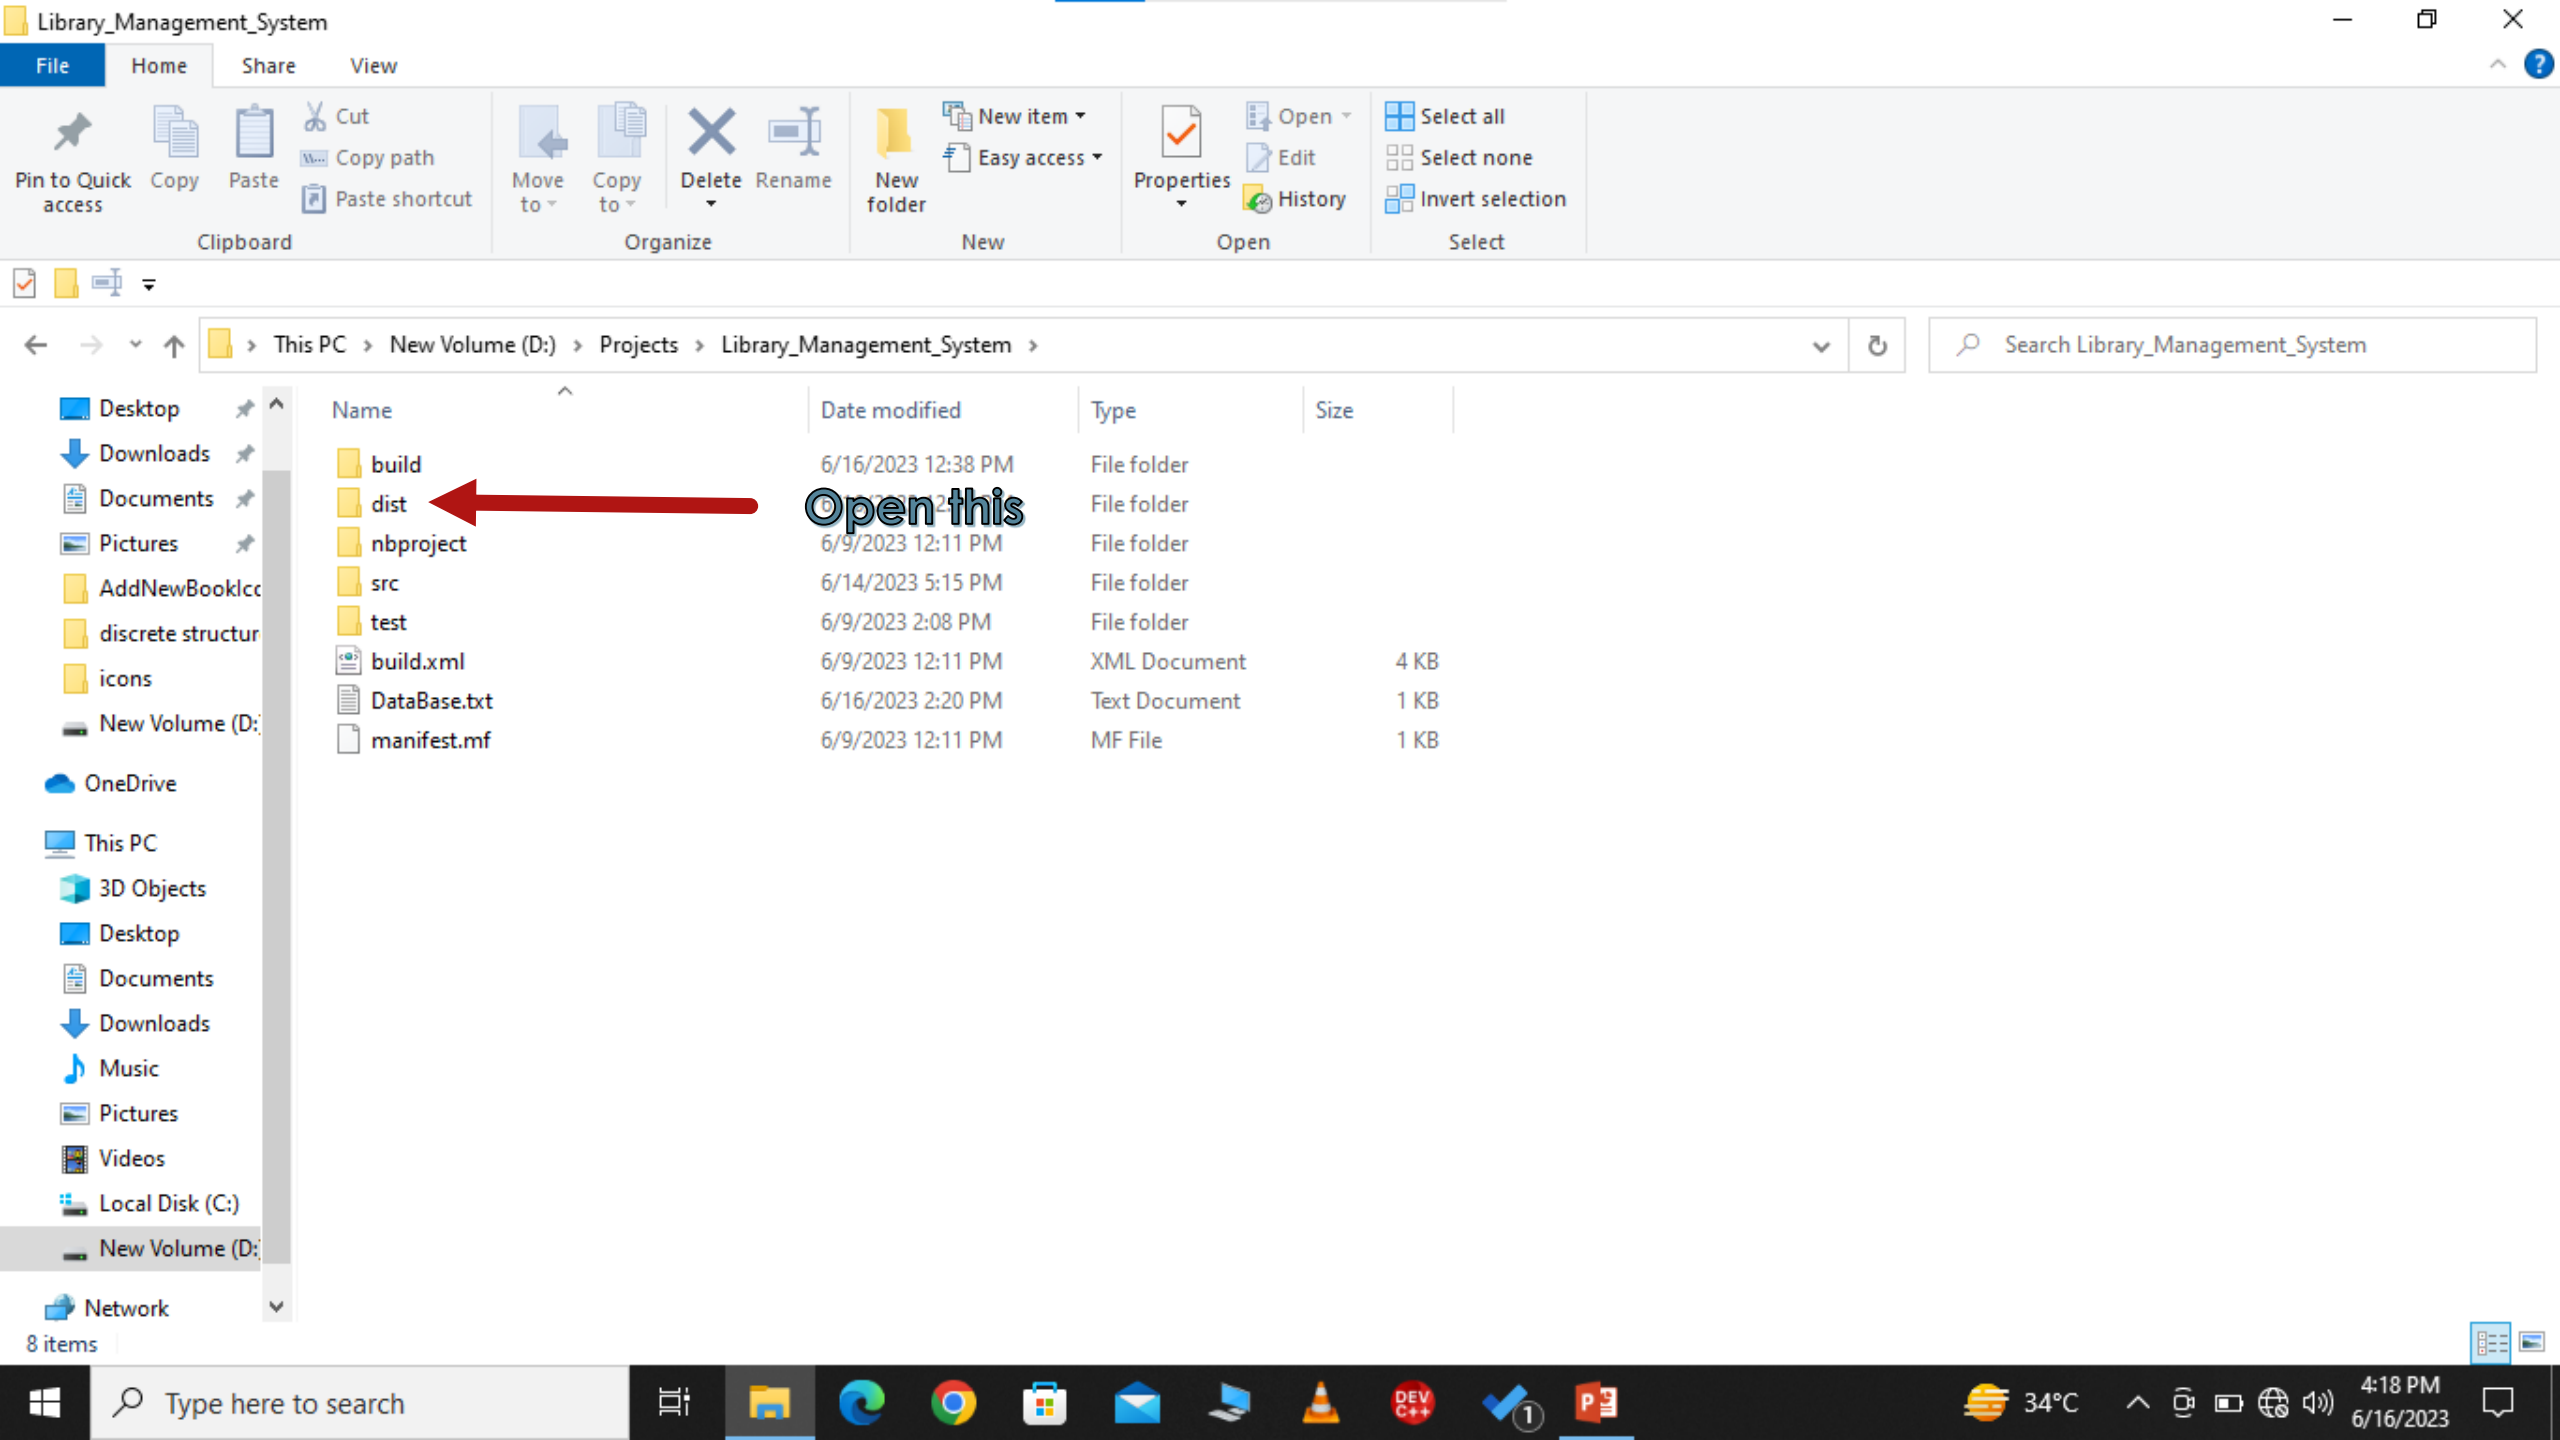 Library_Management_System
File Home Share View
Pin to Quick access
Copy
Paste
Cut
Copy path
Paste shortcut
Clipboard
Move to
Copy to
Delete
Rename
Organize
New folder
New item
Easy access
New
Properties
Open
Edit
History
Open
Select all
Select none
Invert selection
Select
This PC > New Volume (D:) > Projects > Library_Management_System >
Search Library_Management_System
Desktop
Downloads
Documents
Pictures
AddNewBookIco
discrete structur
icons
New Volume (D:
OneDrive
This PC
3D Objects
Desktop
Documents
Downloads
Music
Pictures
Videos
Local Disk (C:)
New Volume (D:
Network
Name Date modified Type Size
build 6/16/2023 12:38 PM File folder
dist File folder
Open this
nbproject 6/9/2023 12:11 PM File folder
src 6/14/2023 5:15 PM File folder
test 6/9/2023 2:08 PM File folder
build.xml 6/9/2023 12:11 PM XML Document 4 KB
DataBase.txt 6/16/2023 2:20 PM Text Document 1 KB
manifest.mf 6/9/2023 12:11 PM MF File 1 KB
8 items
Type here to search
DEV C++
1
P
34°C
4:18 PM
6/16/2023